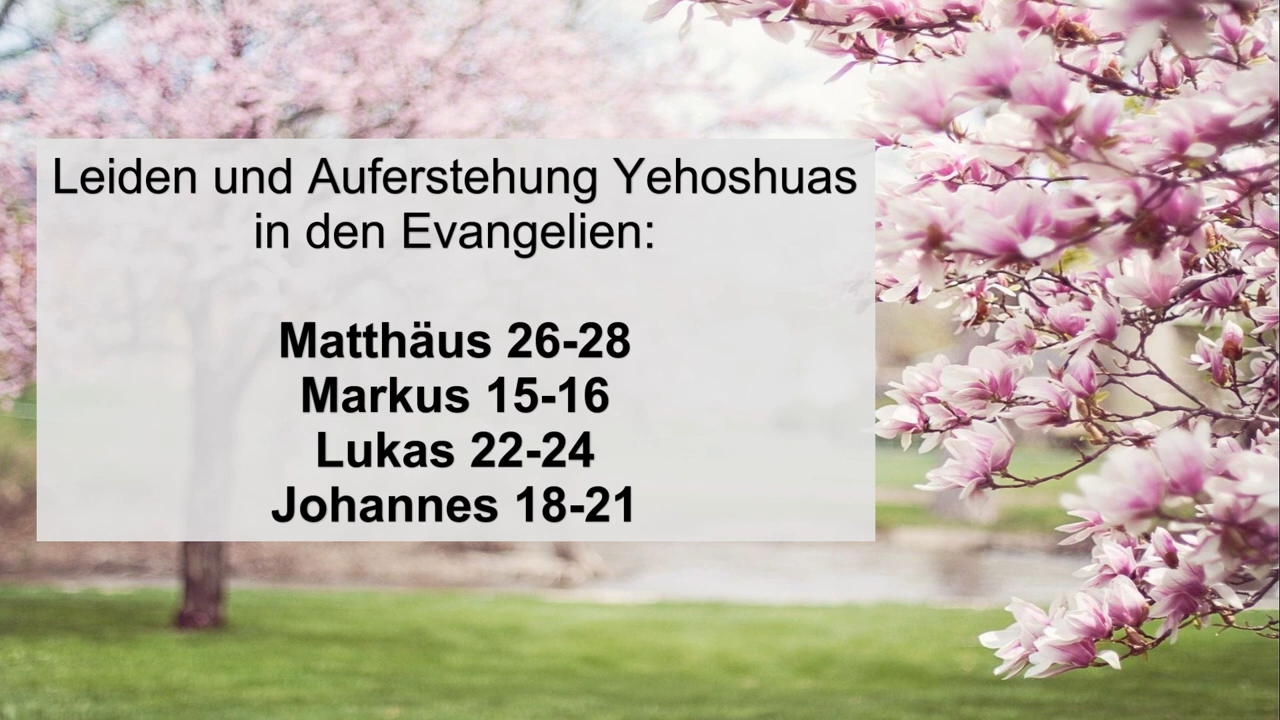 Leiden und Auferstehung Yehoshuas
in den Evangelien:
Matthäus 26-28
Markus 15-16
Lukas 22-24
Johannes 18-21